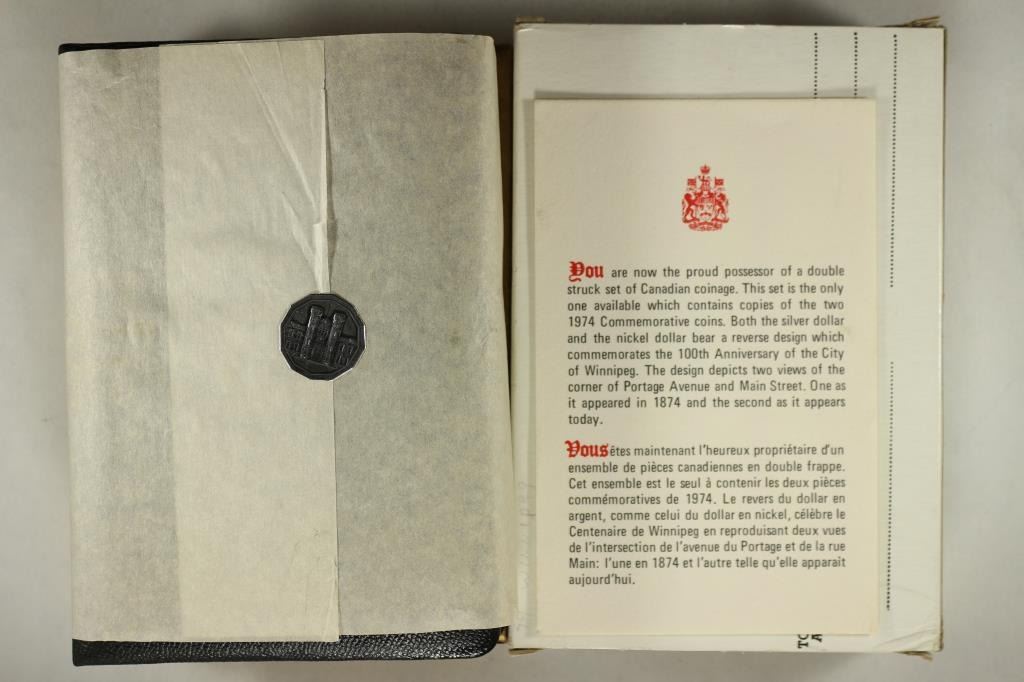 You are now the proud possessor of a double
struck set of Canadian coinage. This set is the only
one available which contains copies of the two
1974 Commemorative coins. Both the silver dollar
and the nickel dollar bear a reverse design which
commemorates the 100th Anniversary of the City
of Winnipeg. The design depicts two views of the
corner of Portage Avenue and Main Street. One as
it appeared in 1874 and the second as it appears
today.
Vous êtes maintenant l'heureux propriétaire d'un
ensemble de pièces canadiennes en double frappe.
Cet ensemble est le seul à contenir les deux pièces
commémoratives de 1974. Le revers du dollar en
argent, comme celui du dollar en nickel, célèbre le
Centenaire de Winnipeg en reproduisant deux vues
de l'intersection de l'avenue du Portage et de la rue
Main: l'une en 1874 et l'autre telle qu'elle apparaît
aujourd'hui.